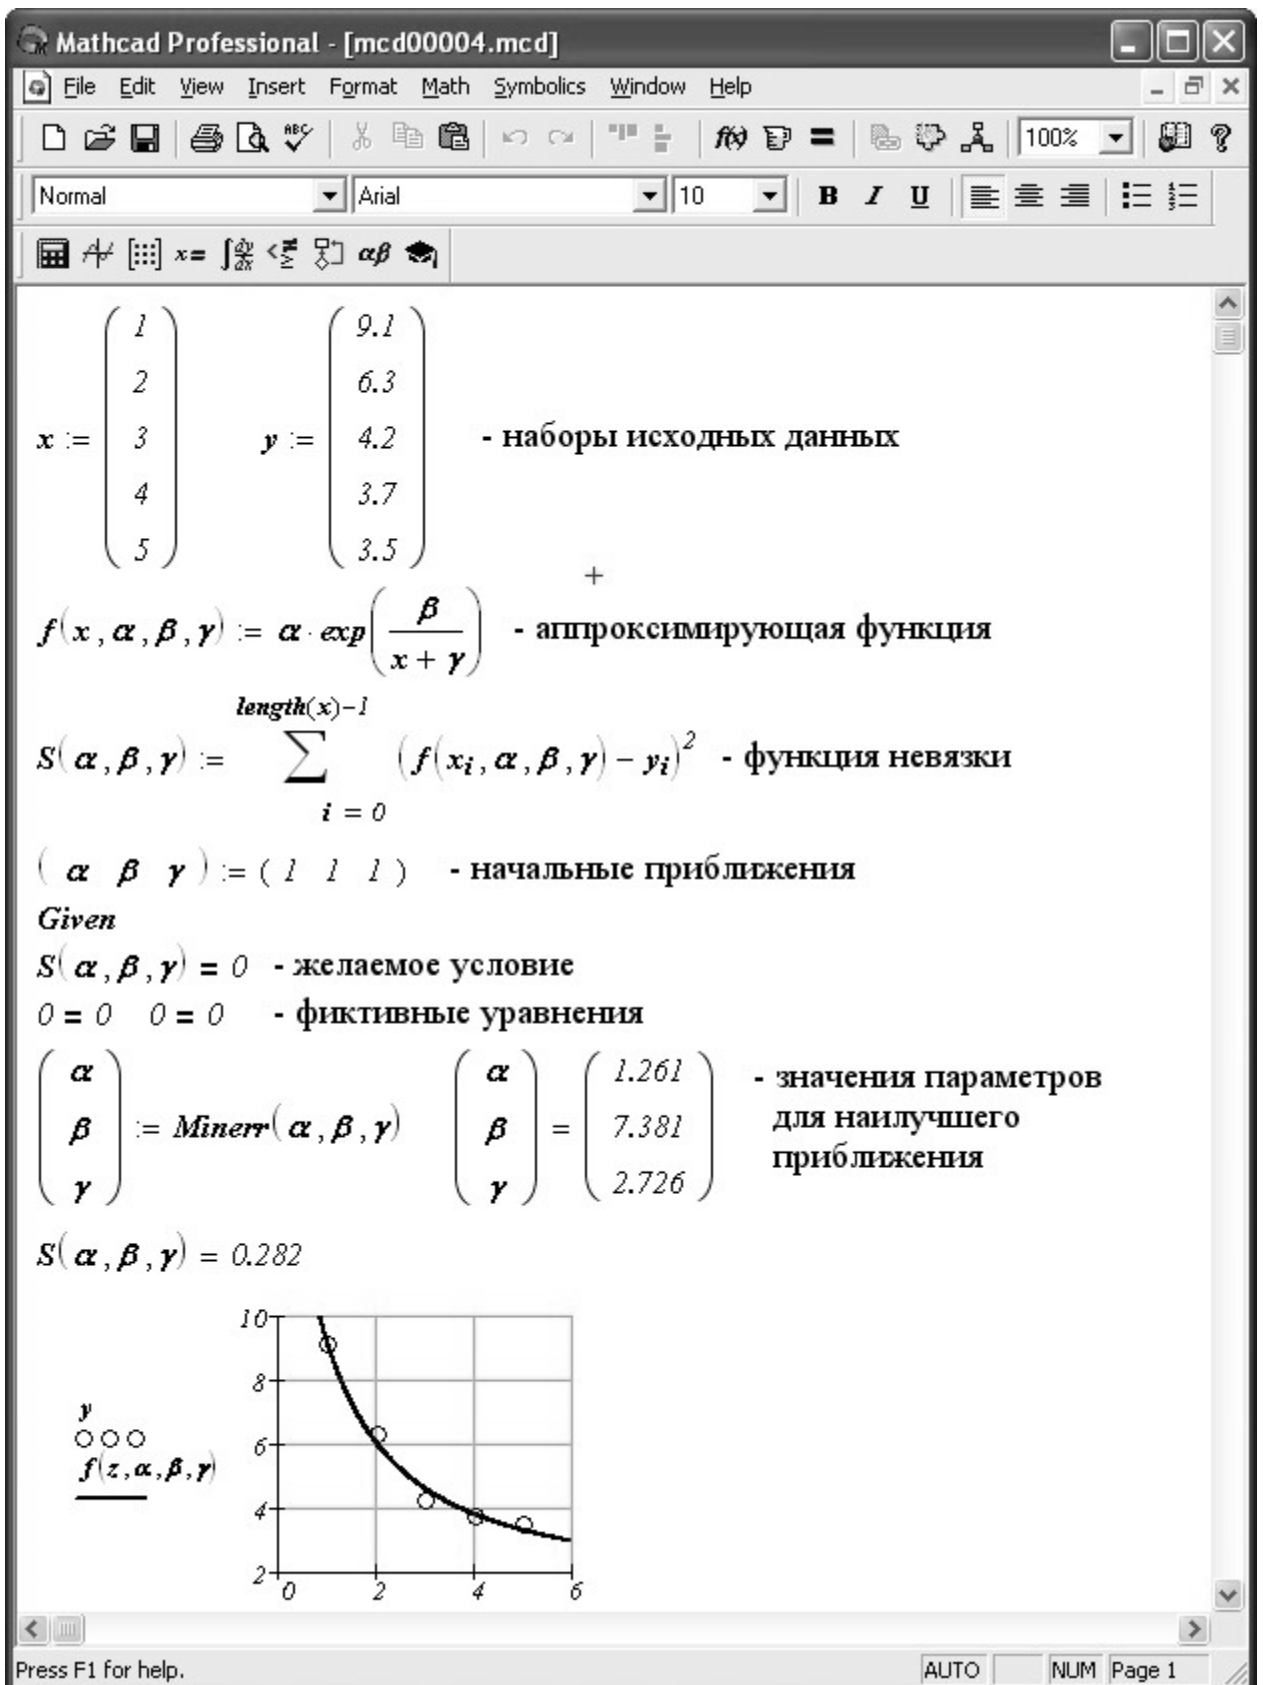 Mathcad Professional - [mcd00004.mcd]
File Edit View Insert Format Math Symbolics Window Help
100%
Normal Arial 10 B I U
x := ( 1 2 3 4 5 ) y := ( 9.1 6.3 4.2 3.7 3.5 ) - наборы исходных данных
f(x, α, β, γ) := α · exp( β / (x + γ) ) - аппроксимирующая функция
length(x)−1
S(α, β, γ) := ∑ (f(x_i, α, β, γ) − y_i)² - функция невязки
i = 0
( α β γ ) := ( 1 1 1 ) - начальные приближения
Given
S(α, β, γ) = 0 - желаемое условие
0 = 0 0 = 0 - фиктивные уравнения
( α β γ ) := Minerr(α, β, γ) ( α β γ ) = ( 1.261 7.381 2.726 ) - значения параметров
для наилучшего
приближения
S(α, β, γ) = 0.282
10
8
6
4
2
0 2 4 6
y
f(z, α, β, γ)
Press F1 for help. AUTO NUM Page 1